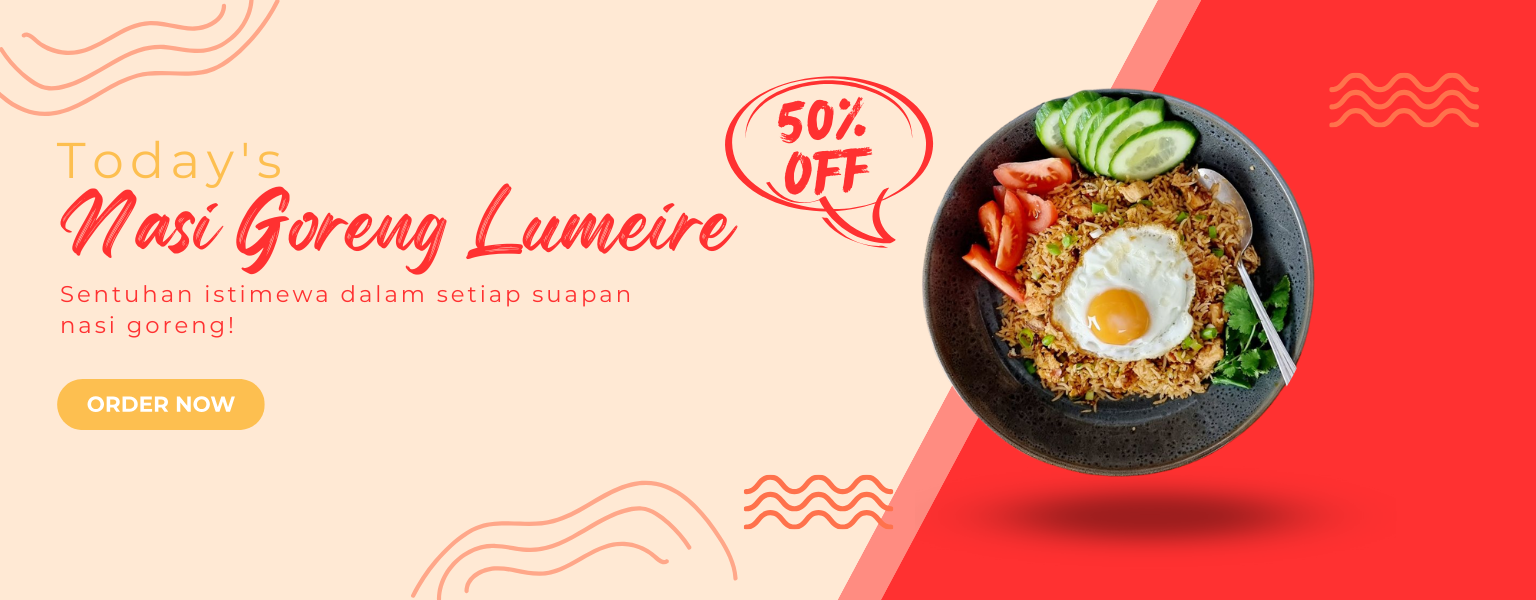 Today's
Nasi Goreng Lumeire
Sentuhan istimewa dalam setiap suapan
nasi goreng!
ORDER NOW
50%
OFF